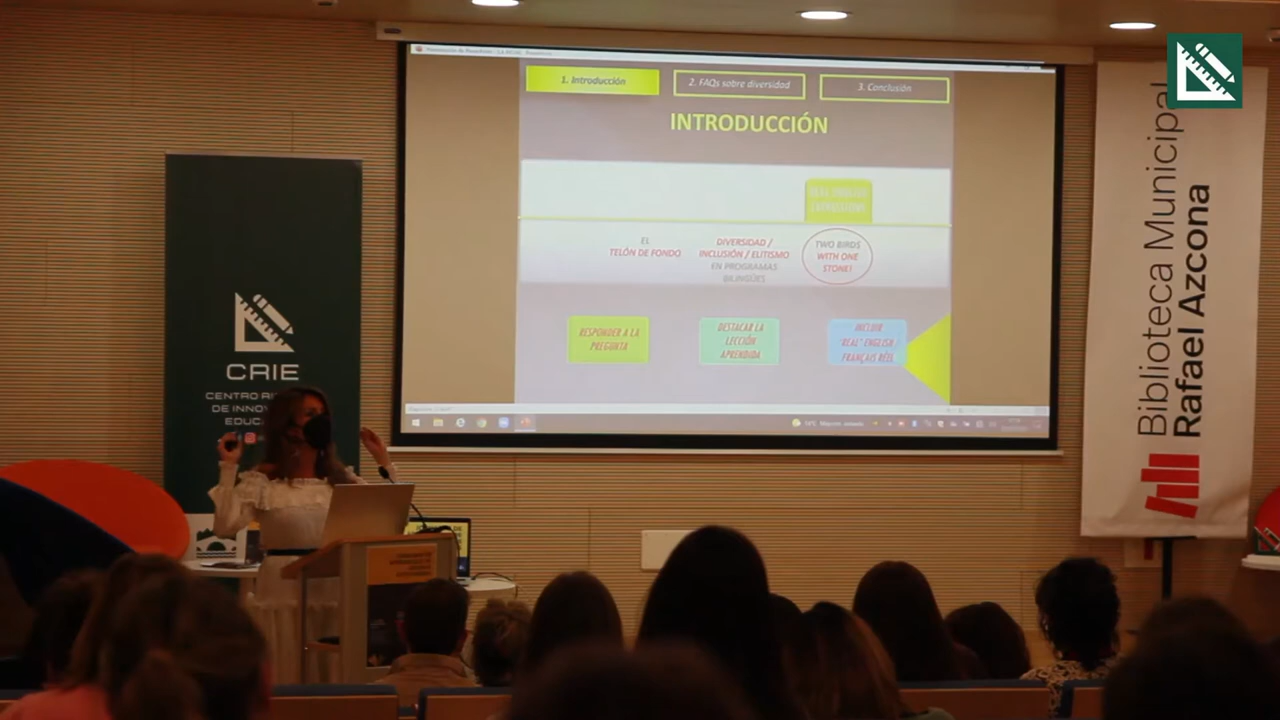 1. Introducción
2. FAQs sobre diversidad
3. Conclusión
INTRODUCCIÓN
EL
TELÓN DE FONDO
DIVERSIDAD /
INCLUSIÓN / ELITISMO
EN PROGRAMAS
BILINGÜES
TWO BIRDS
WITH ONE
STONE!
RESPONDER A LA
PREGUNTA
DESTACAR LA
LECCIÓN
APRENDIDA
INCLUIR
"REAL" ENGLISH /
FRANÇAIS RÉEL
CRIE
CENTRO
DE
Biblioteca Municipal
Rafael Azcona